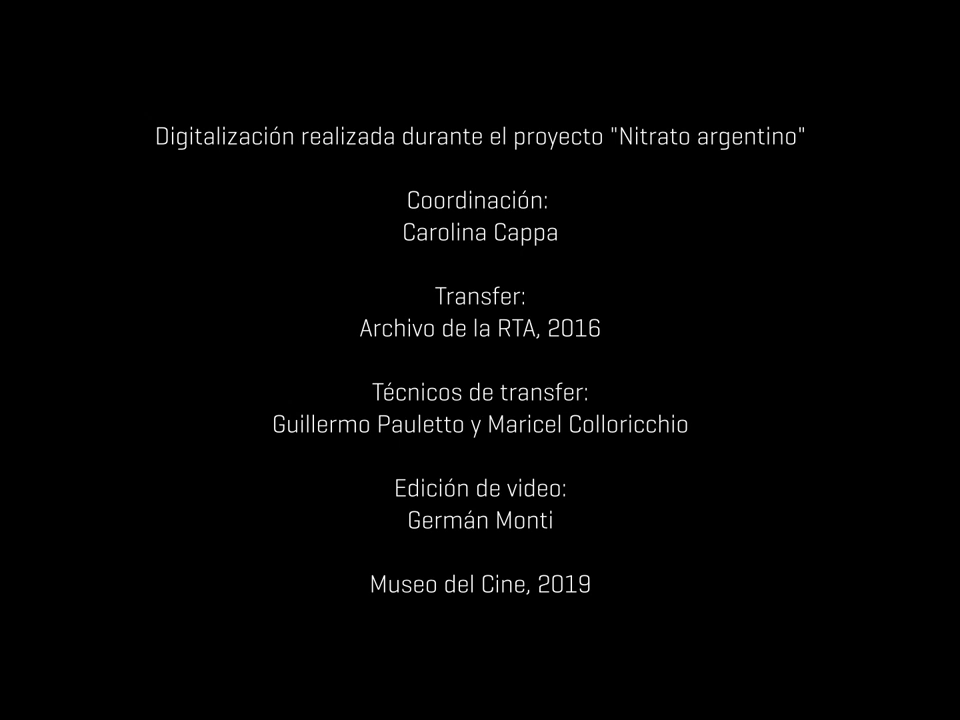 Digitalización realizada durante el proyecto "Nitrato argentino"
Coordinación:
Carolina Cappa
Transfer:
Archivo de la RTA, 2016
Técnicos de transfer:
Guillermo Pauletto y Maricel Colloricchio
Edición de video:
Germán Monti
Museo del Cine, 2019